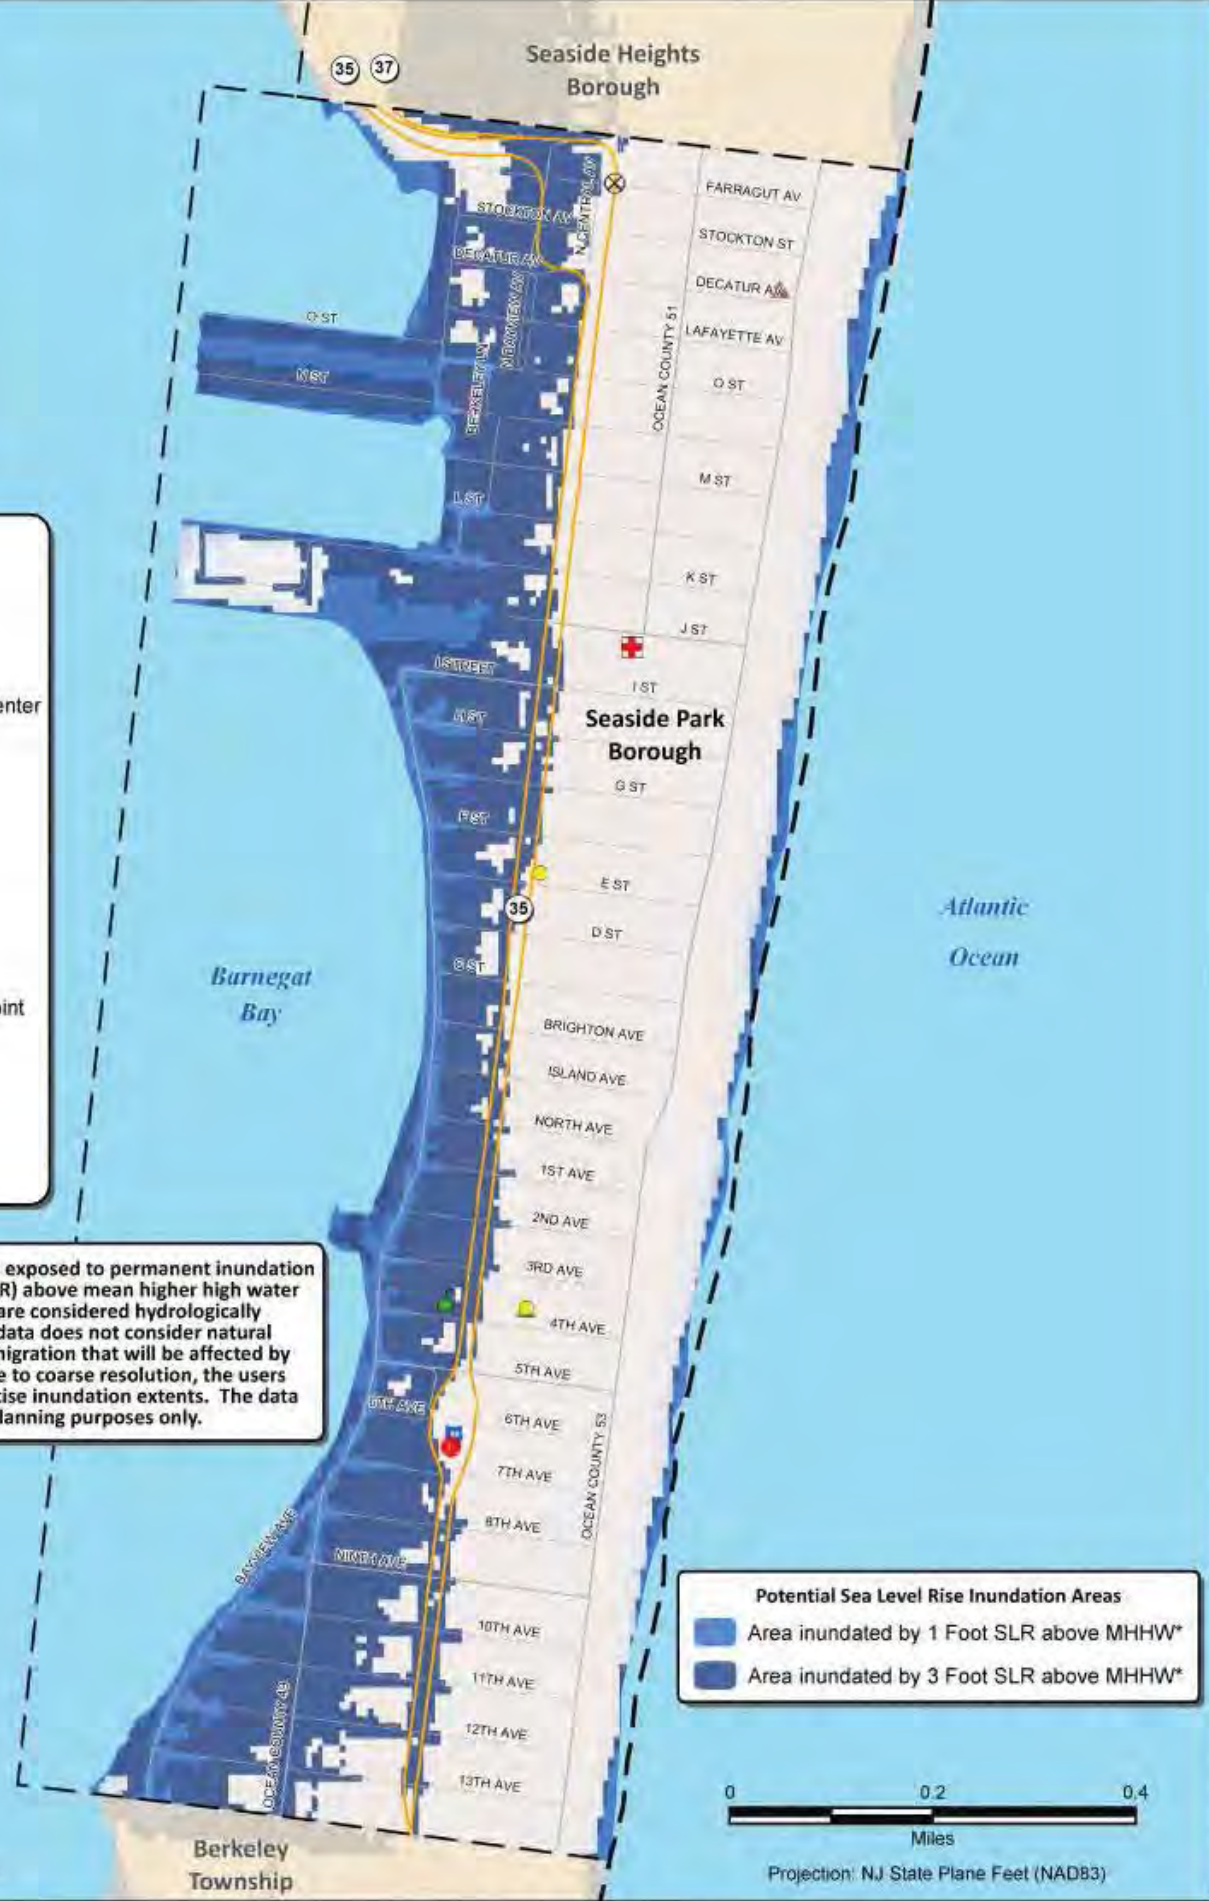 Seaside Heights
Borough
35
37
FARRAGUT AV
N CENTRAL AV
STOCKTON AV
STOCKTON ST
DECATUR AV
DECATUR AV
N BAYVIEW AV
OCEAN COUNTY 51
LAFAYETTE AV
O ST
O ST
N ST
BERKELEY LN
M ST
L ST
K ST
J ST
I STREET
I ST
H ST
Seaside Park
Borough
G ST
F ST
E ST
35
D ST
C ST
Atlantic
Ocean
Barnegat
Bay
BRIGHTON AVE
ISLAND AVE
NORTH AVE
1ST AVE
2ND AVE
3RD AVE
4TH AVE
5TH AVE
6TH AVE
6TH AVE
7TH AVE
OCEAN COUNTY 53
8TH AVE
BAYVIEW AVE
NINTH AVE
10TH AVE
11TH AVE
12TH AVE
OCEAN COUNTY 49
13TH AVE
Berkeley
Township
enter
oint
exposed to permanent inundation
R) above mean higher high water
are considered hydrologically
data does not consider natural
migration that will be affected by
e to coarse resolution, the users
cise inundation extents. The data
lanning purposes only.
Potential Sea Level Rise Inundation Areas
Area inundated by 1 Foot SLR above MHHW*
Area inundated by 3 Foot SLR above MHHW*
0 0.2 0.4
Miles
Projection: NJ State Plane Feet (NAD83)